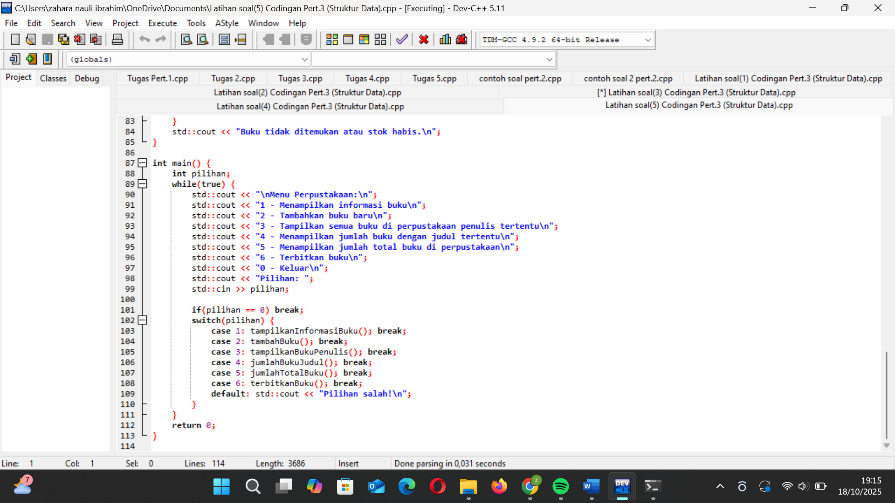 C:\Users\zahara nauli ibrahim\OneDrive\Documents\Latihan soal(5) Codingan Pert.3 (Struktur Data).cpp - [Executing] - Dev-C++ 5.11
File Edit Search View Project Execute Tools AStyle Window Help
TDM-GCC 4.9.2 64-bit Release
(globals)
Project Classes Debug
Tugas Pert.1.cpp Tugas 2.cpp Tugas 3.cpp Tugas 4.cpp Tugas 5.cpp contoh soal pert.2.cpp contoh soal 2 pert.2.cpp Latihan soal(1) Codingan Pert.3 (Struktur Data).cpp
Latihan soal(2) Codingan Pert.3 (Struktur Data).cpp [*] Latihan soal(3) Codingan Pert.3 (Struktur Data).cpp
Latihan soal(4) Codingan Pert.3 (Struktur Data).cpp Latihan soal(5) Codingan Pert.3 (Struktur Data).cpp
83 }
84 std::cout << "Buku tidak ditemukan atau stok habis.\n";
85 }
86
87 int main() {
88 int pilihan;
89 while(true) {
90 std::cout << "\nMenu Perpustakaan:\n";
91 std::cout << "1 - Menampilkan informasi buku\n";
92 std::cout << "2 - Tambahkan buku baru\n";
93 std::cout << "3 - Tampilkan semua buku di perpustakaan penulis tertentu\n";
94 std::cout << "4 - Menampilkan jumlah buku dengan judul tertentu\n";
95 std::cout << "5 - Menampilkan jumlah total buku di perpustakaan\n";
96 std::cout << "6 - Terbitkan buku\n";
97 std::cout << "0 - Keluar\n";
98 std::cout << "Pilihan: ";
99 std::cin >> pilihan;
100
101 if(pilihan == 0) break;
102 switch(pilihan) {
103 case 1: tampilkanInformasiBuku(); break;
104 case 2: tambahBuku(); break;
105 case 3: tampilkanBukuPenulis(); break;
106 case 4: jumlahBukuJudul(); break;
107 case 5: jumlahTotalBuku(); break;
108 case 6: terbitkanBuku(); break;
109 default: std::cout << "Pilihan salah!\n";
110 }
111 }
112 return 0;
113 }
114
Line: 1 Col: 1 Sel: 0 Lines: 114 Length: 3686 Insert Done parsing in 0,031 seconds
7
DEV
19:15
18/10/2025